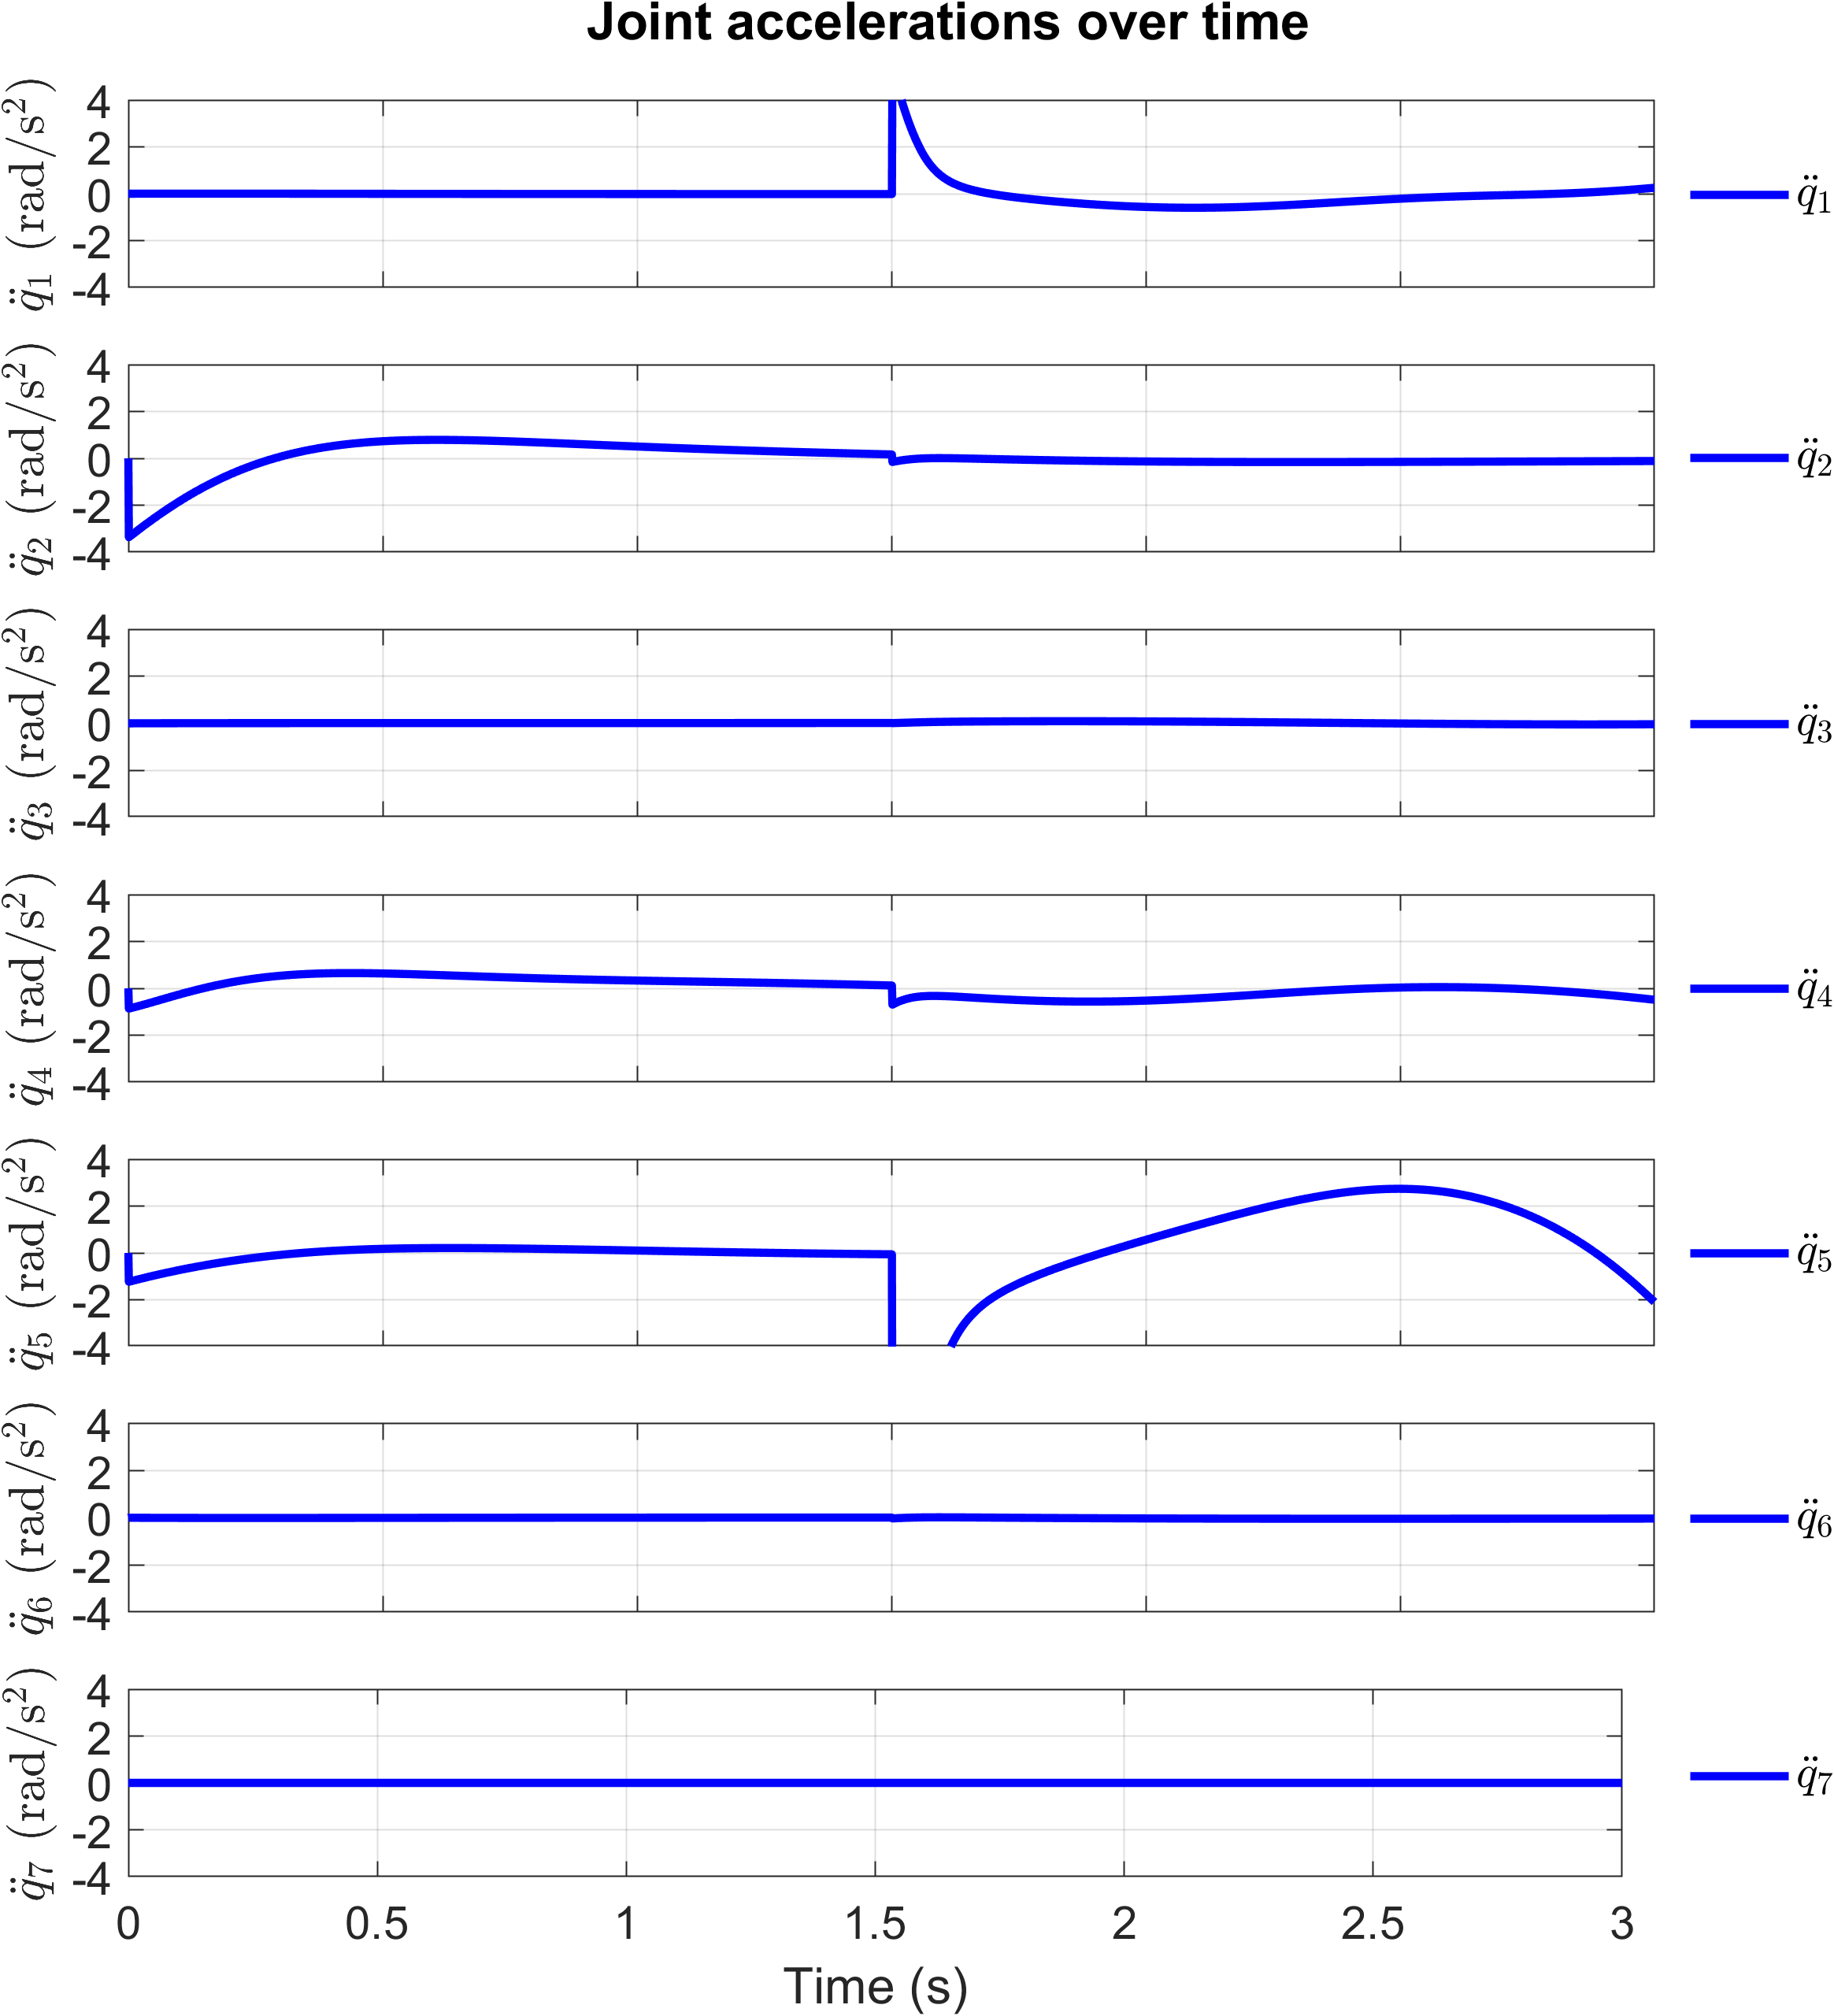 Joint accelerations over time
q̈₁ (rad/s²)
4
2
0
-2
-4
q̈₁
q̈₂ (rad/s²)
4
2
0
-2
-4
q̈₂
q̈₃ (rad/s²)
4
2
0
-2
-4
q̈₃
q̈₄ (rad/s²)
4
2
0
-2
-4
q̈₄
q̈₅ (rad/s²)
4
2
0
-2
-4
q̈₅
q̈₆ (rad/s²)
4
2
0
-2
-4
q̈₆
q̈₇ (rad/s²)
4
2
0
-2
-4
q̈₇
0 0.5 1 1.5 2 2.5 3
Time (s)